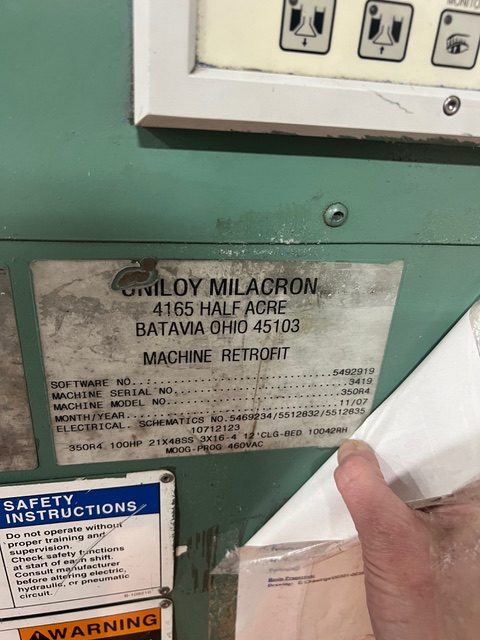 MONITO
UNILOY MILACRON
4165 HALF ACRE
BATAVIA OHIO 45103
MACHINE RETROFIT
SOFTWARE NO. 5492919
MACHINE SERIAL NO. 3419
MACHINE MODEL NO. 350R4
MONTH/YEAR. 11/07
ELECTRICAL. SCHEMATICS NO.5469234/5512832/5512835
10712123
350R4 100HP 21X48SS 3X16-4 12'CLG-BED 10042RH
MOOG-PROG 460VAC
SAFETY
INSTRUCTIONS
Do not operate without
proper training and
supervision.
Check safety functions
at start of each shift.
Consult manufacturer
before altering electric,
hydraulic, or pneumatic
circuit.
WARNING